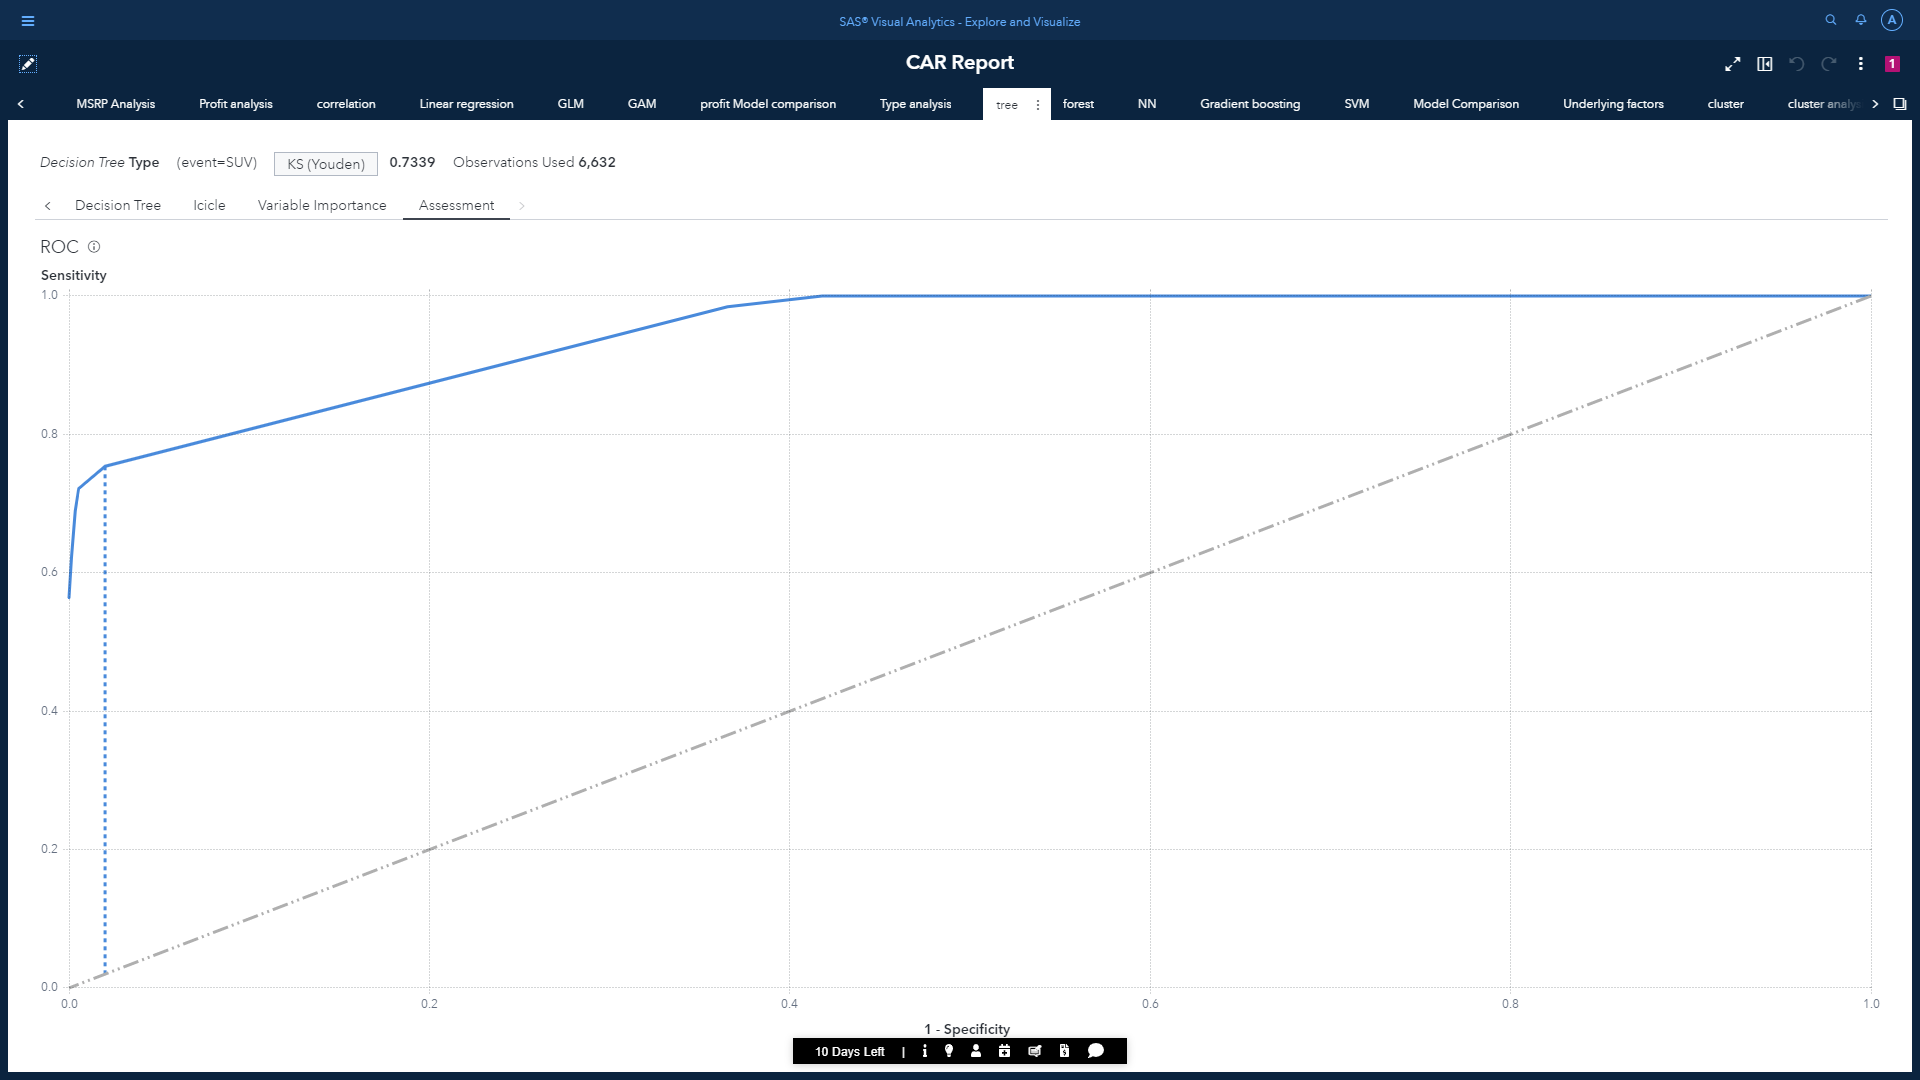 SAS® Visual Analytics - Explore and Visualize
A
CAR Report
1
MSRP Analysis Profit analysis correlation Linear regression GLM GAM profit Model comparison Type analysis tree forest NN Gradient boosting SVM Model Comparison Underlying factors cluster cluster analy
Decision Tree Type (event=SUV) KS (Youden) 0.7339 Observations Used 6,632
Decision Tree Icicle Variable Importance Assessment
ROC
Sensitivity
1.0
0.8
0.6
0.4
0.2
0.0
0.0 0.2 0.4 0.6 0.8 1.0
1 - Specificity
10 Days Left |